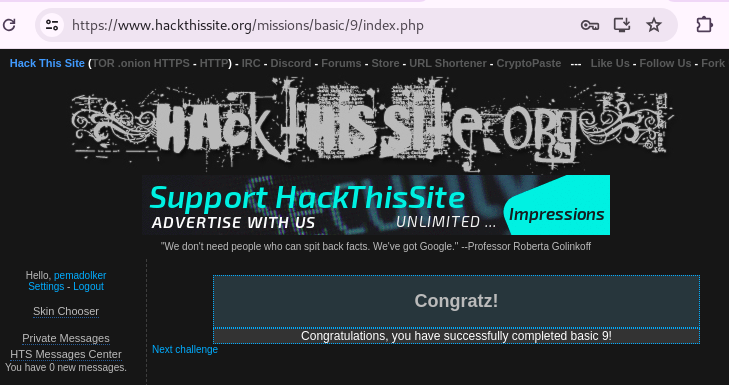 https://www.hackthissite.org/missions/basic/9/index.php
Hack This Site (TOR .onion HTTPS - HTTP) - IRC - Discord - Forums - Store - URL Shortener - CryptoPaste --- Like Us - Follow Us - Fork
HAck tHIS SItE.ORG
Support HackThisSite
ADVERTISE WITH US
UNLIMITED ...
Impressions
"We don't need people who can spit back facts. We've got Google." --Professor Roberta Golinkoff
Hello, pemadolker
Settings - Logout
Skin Chooser
Private Messages
HTS Messages Center
You have 0 new messages.
Congratz!
Congratulations, you have successfully completed basic 9!
Next challenge